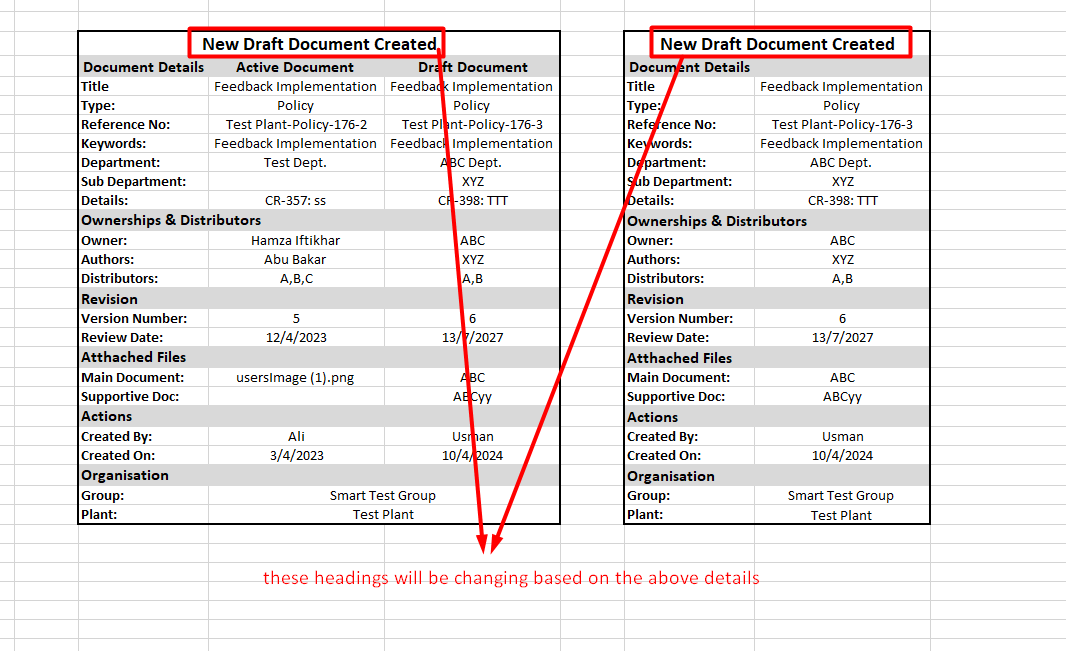 New Draft Document Created
Document Details Active Document Draft Document
Title Feedback Implementation Feedback Implementation
Type: Policy Policy
Reference No: Test Plant-Policy-176-2 Test Plant-Policy-176-3
Keywords: Feedback Implementation Feedback Implementation
Department: Test Dept. ABC Dept.
Sub Department: XYZ
Details: CR-357: ss CR-398: TTT
Ownerships & Distributors
Owner: Hamza Iftikhar ABC
Authors: Abu Bakar XYZ
Distributors: A,B,C A,B
Revision
Version Number: 5 6
Review Date: 12/4/2023 13/7/2027
Atthached Files
Main Document: usersImage (1).png ABC
Supportive Doc: ABCyy
Actions
Created By: Ali Usman
Created On: 3/4/2023 10/4/2024
Organisation
Group: Smart Test Group
Plant: Test Plant
New Draft Document Created
Document Details
Title Feedback Implementation
Type: Policy
Reference No: Test Plant-Policy-176-3
Keywords: Feedback Implementation
Department: ABC Dept.
Sub Department: XYZ
Details: CR-398: TTT
Ownerships & Distributors
Owner: ABC
Authors: XYZ
Distributors: A,B
Revision
Version Number: 6
Review Date: 13/7/2027
Atthached Files
Main Document: ABC
Supportive Doc: ABCyy
Actions
Created By: Usman
Created On: 10/4/2024
Organisation
Group: Smart Test Group
Plant: Test Plant
these headings will be changing based on the above details